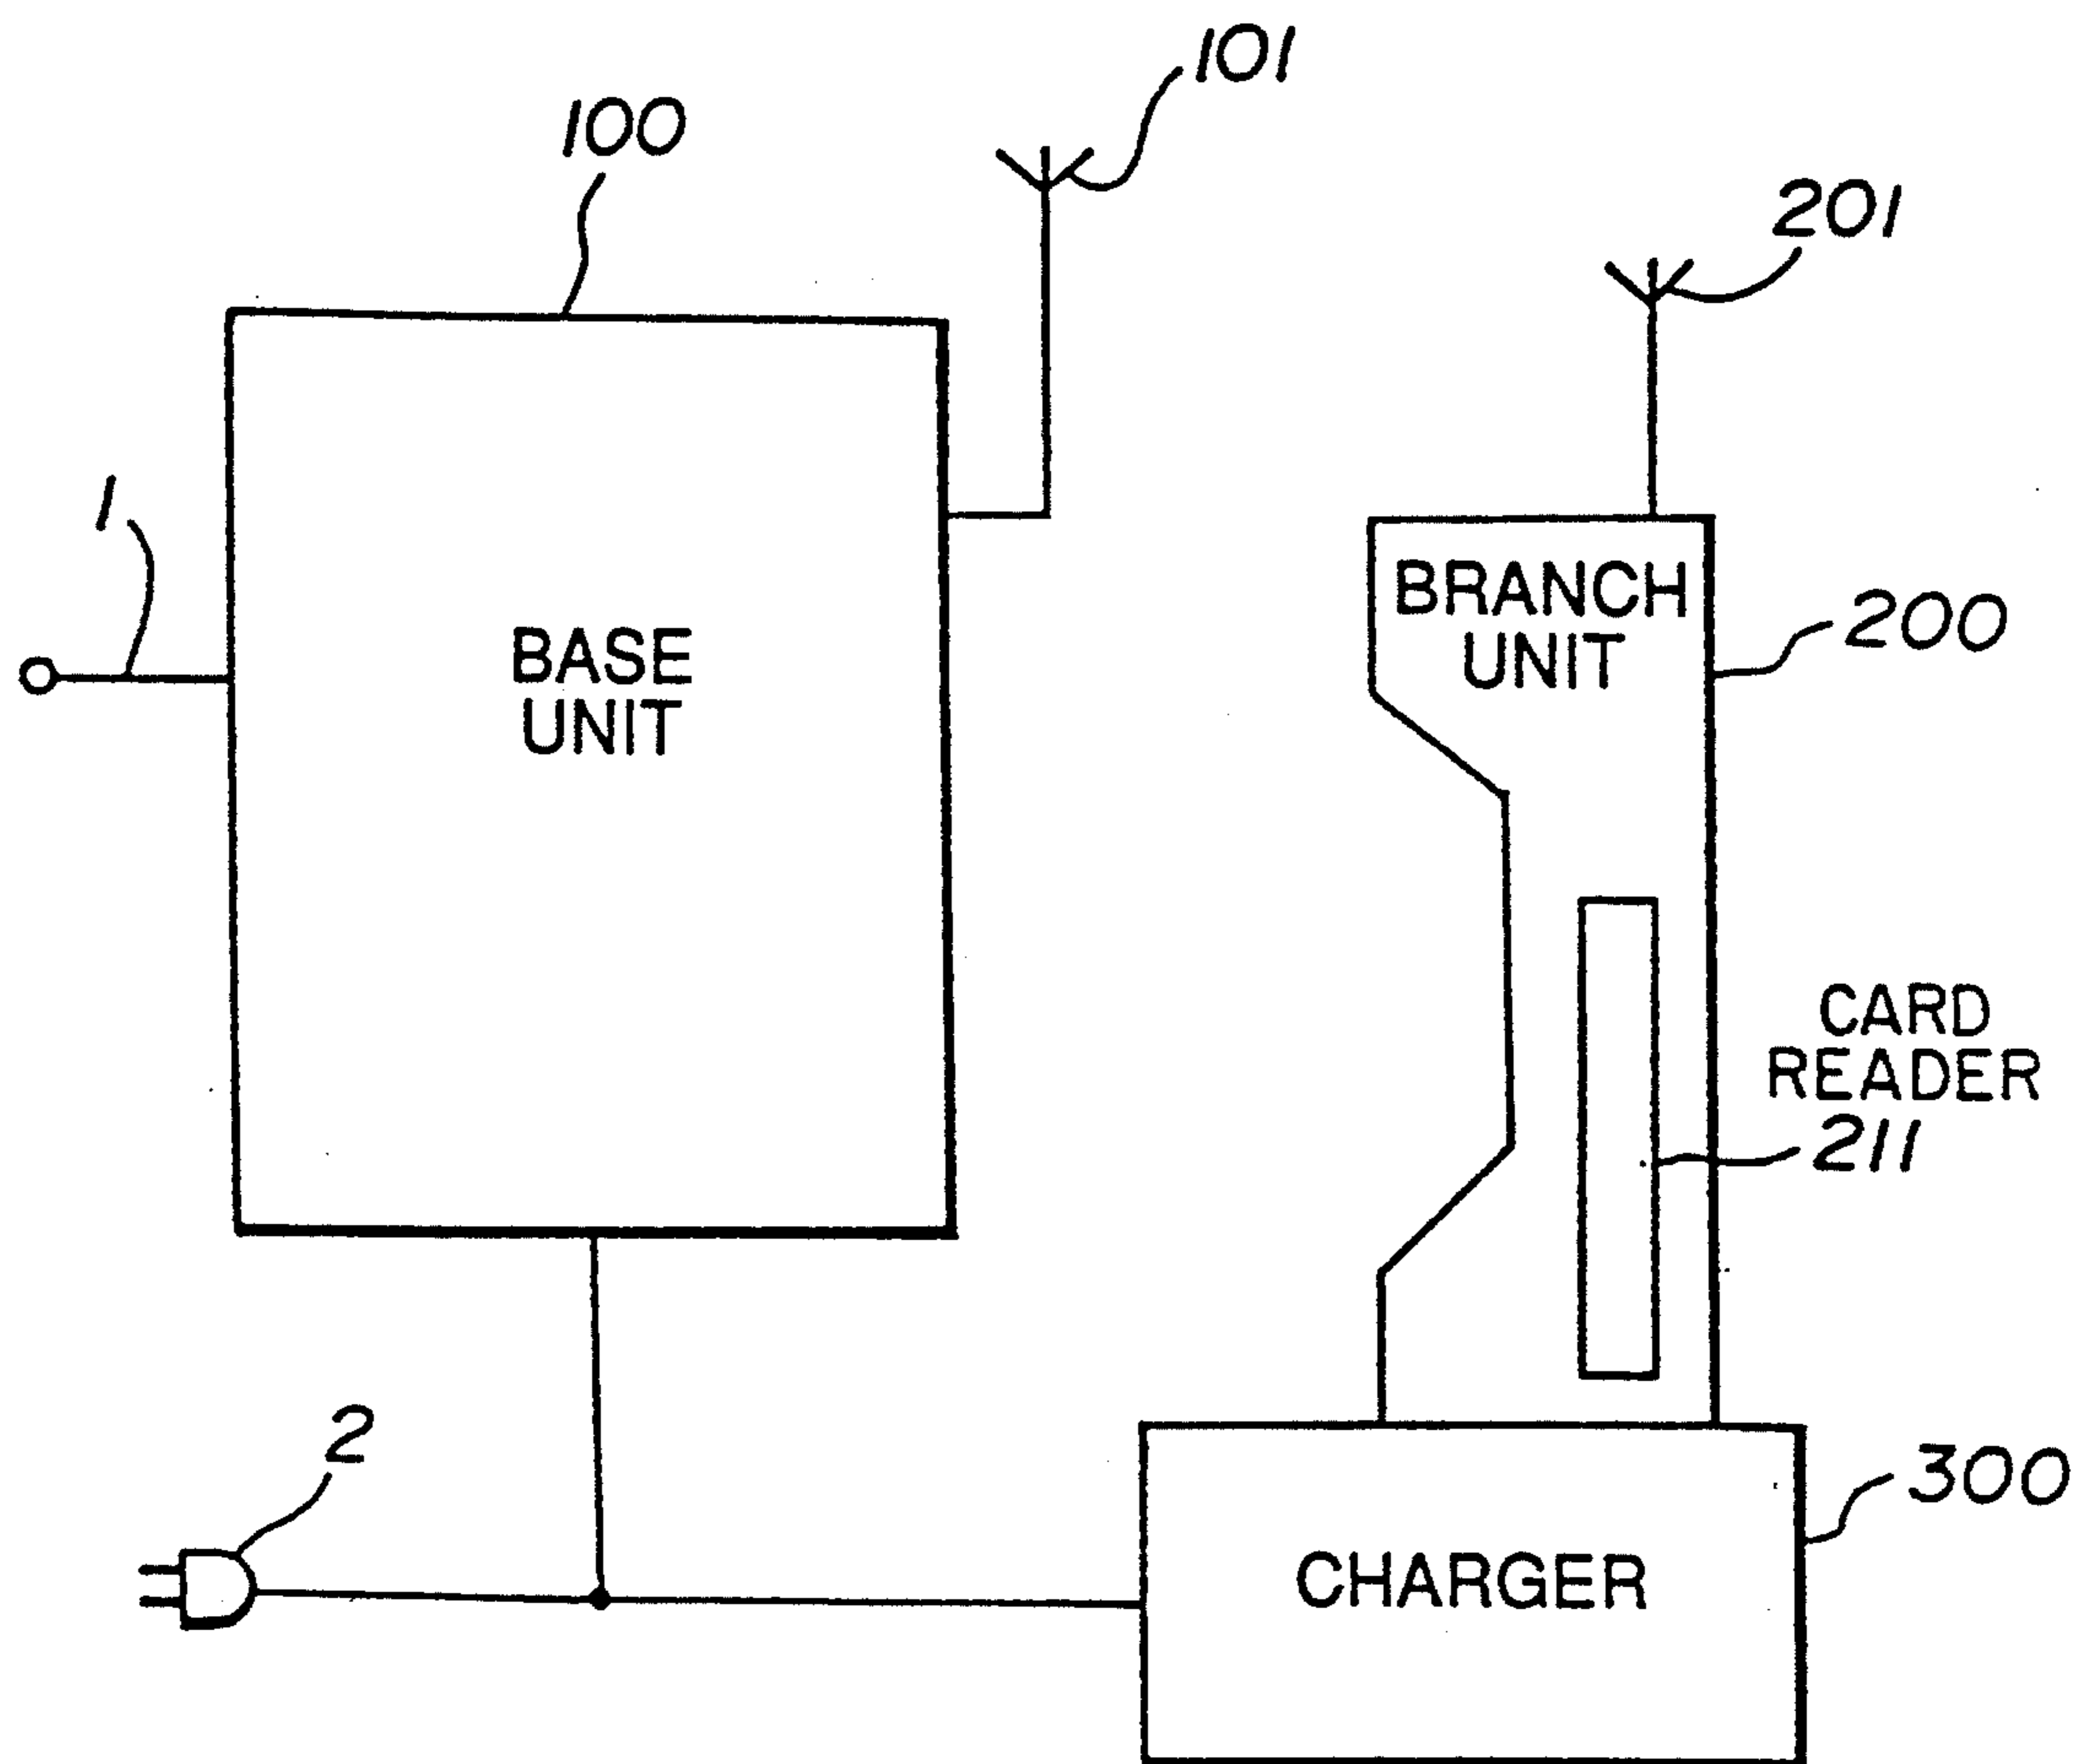 101
100
201
1
BASE
UNIT
BRANCH
UNIT
200
CARD
READER
211
2
300
CHARGER